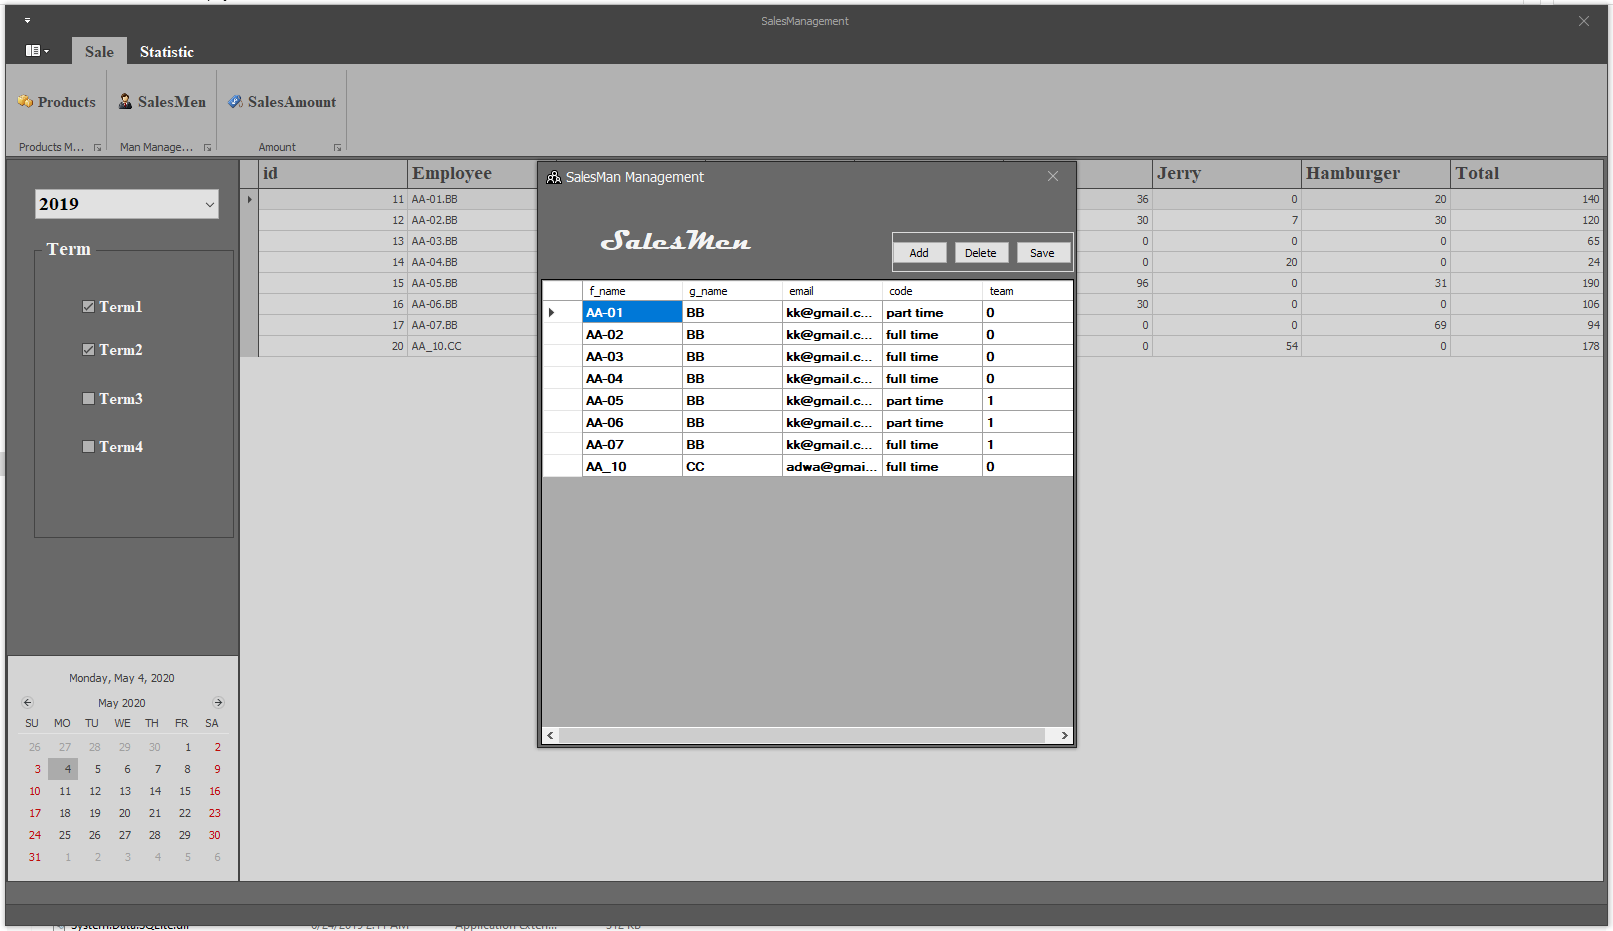 SalesManagement
Sale Statistic
Products SalesMen SalesAmount
Products M... Man Manage... Amount
id Employee Jerry Hamburger Total
2019
Term
Term1
Term2
Term3
Term4
11 AA-01.BB 36 0 20 140
12 AA-02.BB 30 7 30 120
13 AA-03.BB 0 0 0 65
14 AA-04.BB 0 20 0 24
15 AA-05.BB 96 0 31 190
16 AA-06.BB 30 0 0 106
17 AA-07.BB 0 0 69 94
20 AA_10.CC 0 54 0 178
SalesMan Management
SalesMen
Add Delete Save
f_name g_name email code team
AA-01 BB kk@gmail.c... part time 0
AA-02 BB kk@gmail.c... full time 0
AA-03 BB kk@gmail.c... full time 0
AA-04 BB kk@gmail.c... full time 0
AA-05 BB kk@gmail.c... part time 1
AA-06 BB kk@gmail.c... part time 1
AA-07 BB kk@gmail.c... full time 1
AA_10 CC adwa@gmai... full time 0
Monday, May 4, 2020
May 2020
SU MO TU WE TH FR SA
26 27 28 29 30 1 2
3 4 5 6 7 8 9
10 11 12 13 14 15 16
17 18 19 20 21 22 23
24 25 26 27 28 29 30
31 1 2 3 4 5 6
System.Data.SQLite.dll